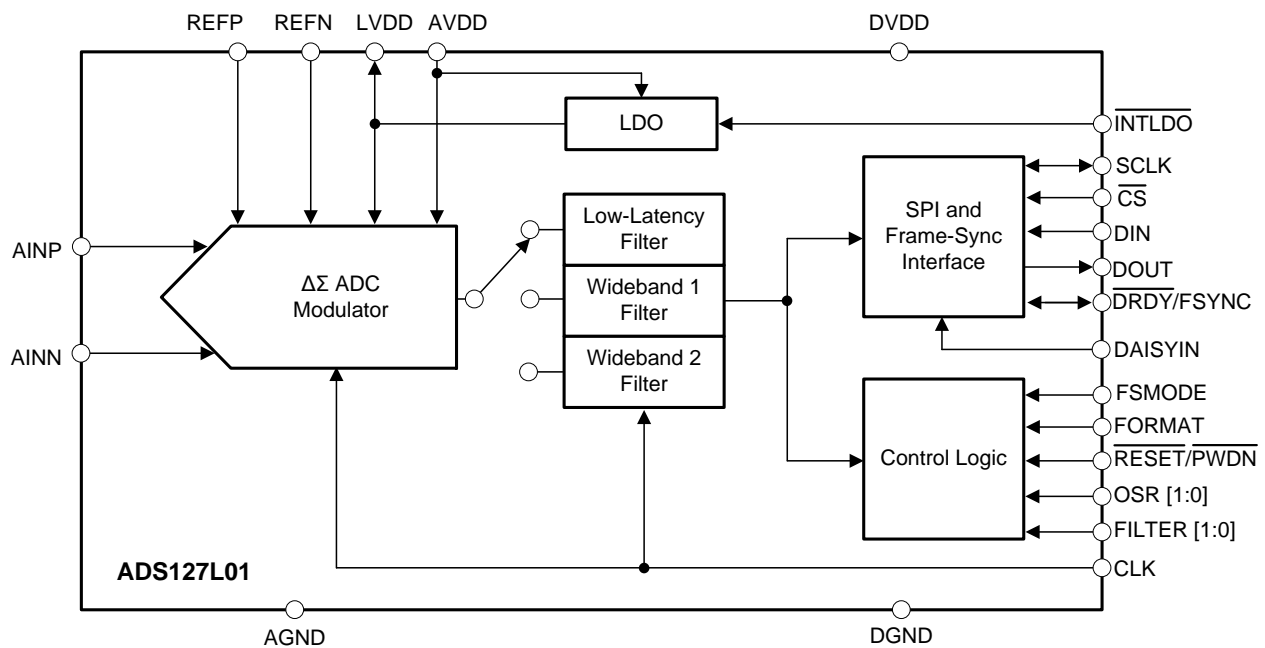 REFP REFN LVDD AVDD DVDD
LDO
INTLDO
SCLK
CS
DIN
DOUT
DRDY/FSYNC
DAISYIN
SPI and
Frame-Sync
Interface
Low-Latency
Filter
Wideband 1
Filter
Wideband 2
Filter
AINP
AINN
ΔΣ ADC
Modulator
FSMODE
FORMAT
RESET/PWDN
OSR [1:0]
FILTER [1:0]
CLK
Control Logic
ADS127L01
AGND DGND